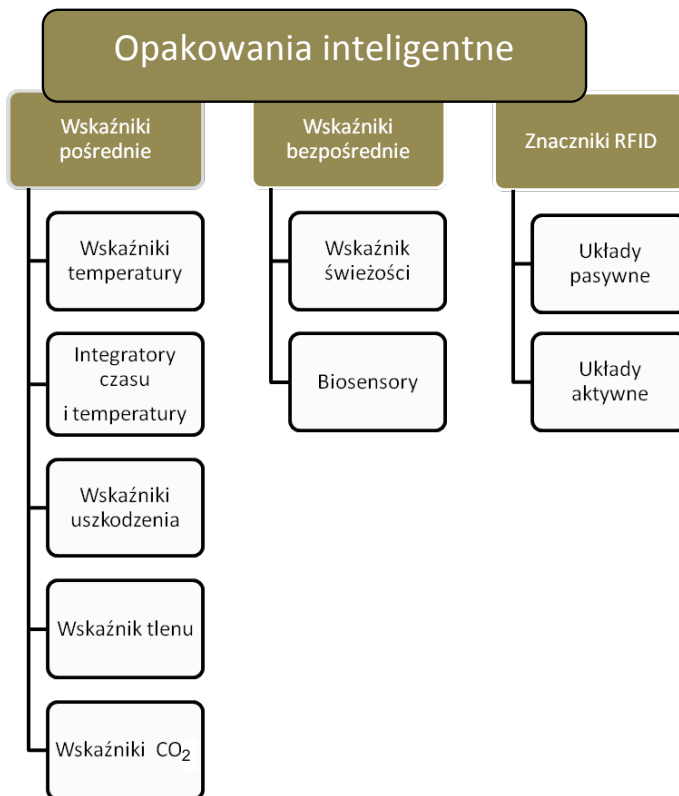 Opakowania inteligentne
Wskaźniki
pośrednie
Wskaźniki
temperatury
Integratory
czasu
i temperatury
Wskaźniki
uszkodzenia
Wskaźnik tlenu
Wskaźniki CO₂
Wskaźniki
bezpośrednie
Wskaźnik
świeżości
Biosensory
Znaczniki RFID
Układy
pasywne
Układy
aktywne